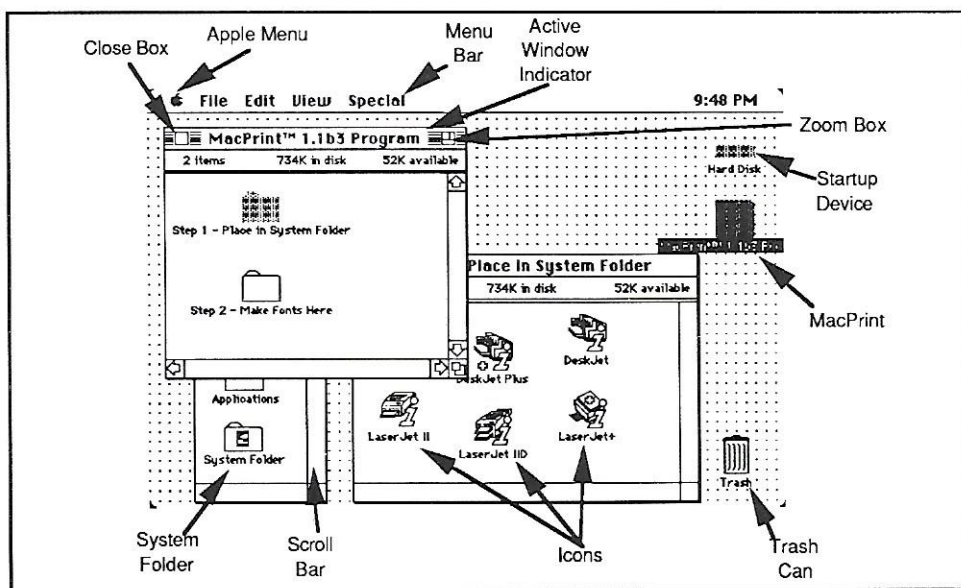 Close Box
Apple Menu
Menu
Bar
Active
Window
Indicator
File Edit View Special
9:48 PM
MacPrint™ 1.1b3 Program
Zoom Box
2 items 734K in disk 52K available
Hard Disk
Startup
Device
Step 1 - Place in System Folder
Place In System Folder
734K in disk 52K available
MacPrint
Step 2 - Make Fonts Here
DeskJet
DeskJet Plus
Applications
LaserJet II
LaserJet IID
LaserJet+
System Folder
Trash
System
Folder
Scroll
Bar
Icons
Trash
Can